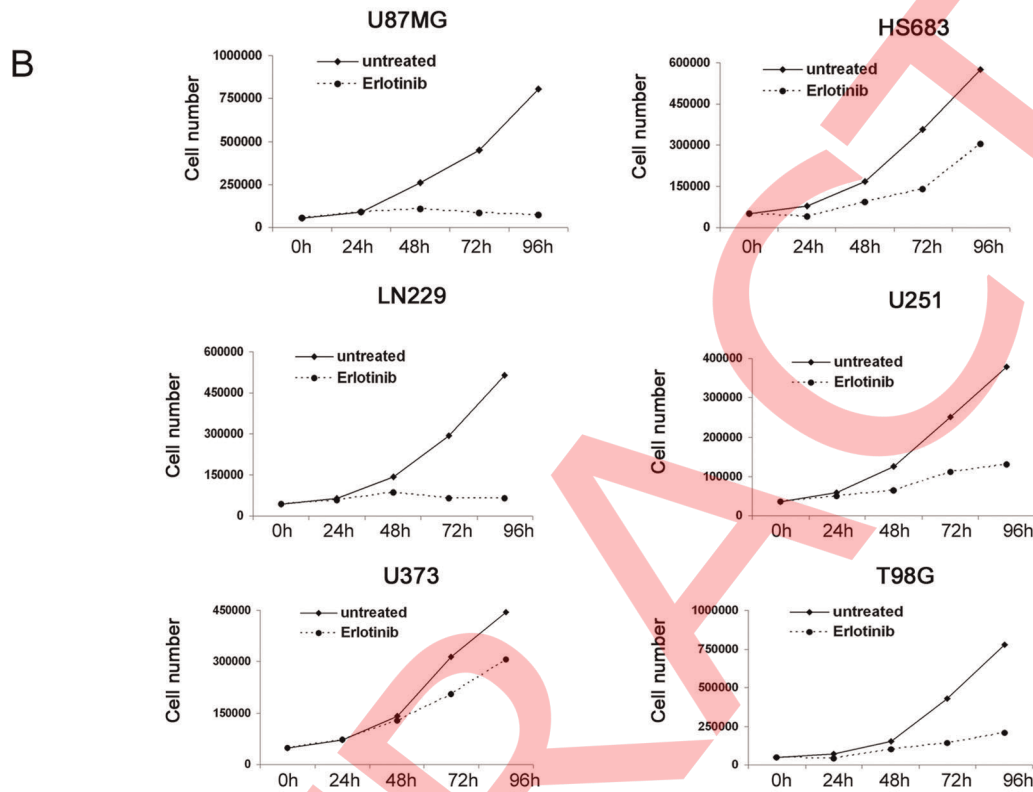 B
U87MG
untreated
Erlotinib
Cell number
1000000
750000
500000
250000
0
0h 24h 48h 72h 96h
HS683
untreated
Erlotinib
Cell number
600000
450000
300000
150000
0
0h 24h 48h 72h 96h
LN229
untreated
Erlotinib
Cell number
600000
450000
300000
150000
0
0h 24h 48h 72h 96h
U251
untreated
Erlotinib
Cell number
400000
300000
200000
100000
0
0h 24h 48h 72h 96h
U373
untreated
Erlotinib
Cell number
450000
300000
150000
0
0h 24h 48h 72h 96h
T98G
untreated
Erlotinib
Cell number
1000000
750000
500000
250000
0
0h 24h 48h 72h 96h
RACT